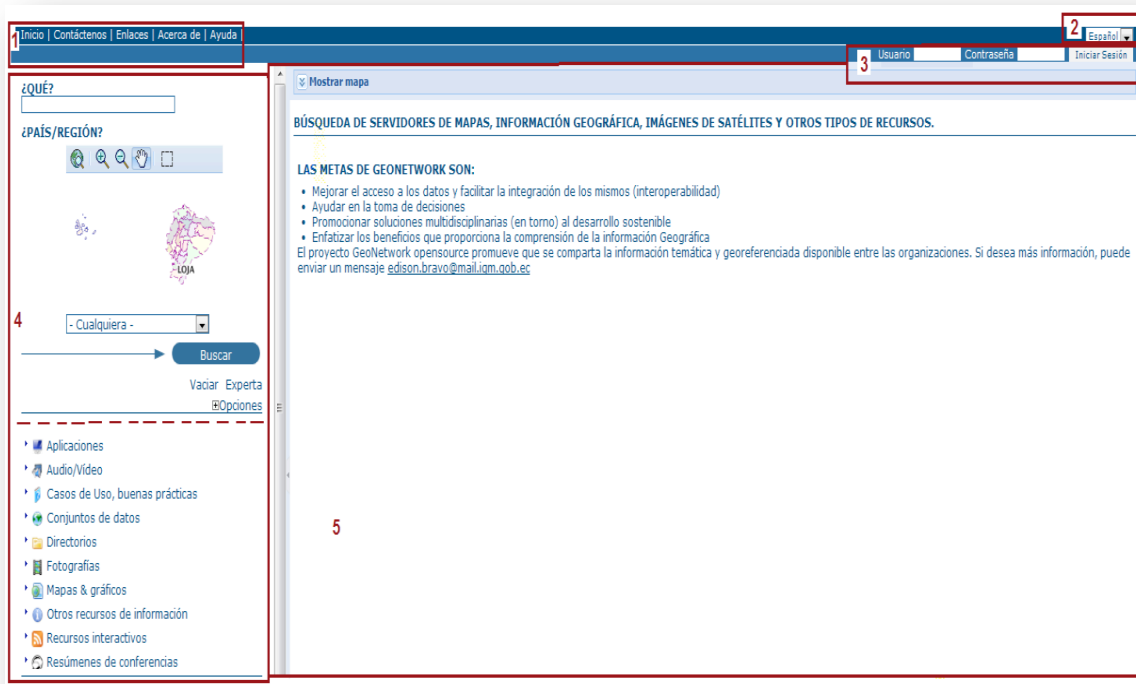 1 Inicio | Contáctenos | Enlaces | Acerca de | Ayuda |
2 Español
3 Usuario Contraseña Iniciar Sesión
¿QUÉ?
¿PAÍS/REGIÓN?
LOJA
4
- Cualquiera -
Buscar
Vaciar Experta
Opciones
Aplicaciones
Audio/Vídeo
Casos de Uso, buenas prácticas
Conjuntos de datos
Directorios
Fotografías
Mapas & gráficos
Otros recursos de información
Recursos interactivos
Resúmenes de conferencias
Mostrar mapa
BÚSQUEDA DE SERVIDORES DE MAPAS, INFORMACIÓN GEOGRÁFICA, IMÁGENES DE SATÉLITES Y OTROS TIPOS DE RECURSOS.
LAS METAS DE GEONETWORK SON:
• Mejorar el acceso a los datos y facilitar la integración de los mismos (interoperabilidad)
• Ayudar en la toma de decisiones
• Promocionar soluciones multidisciplinarias (en torno) al desarrollo sostenible
• Enfatizar los beneficios que proporciona la comprensión de la información Geográfica
El proyecto GeoNetwork opensource promueve que se comparta la información temática y georeferenciada disponible entre las organizaciones. Si desea más información, puede
enviar un mensaje edison.bravo@mail.igm.gob.ec
5